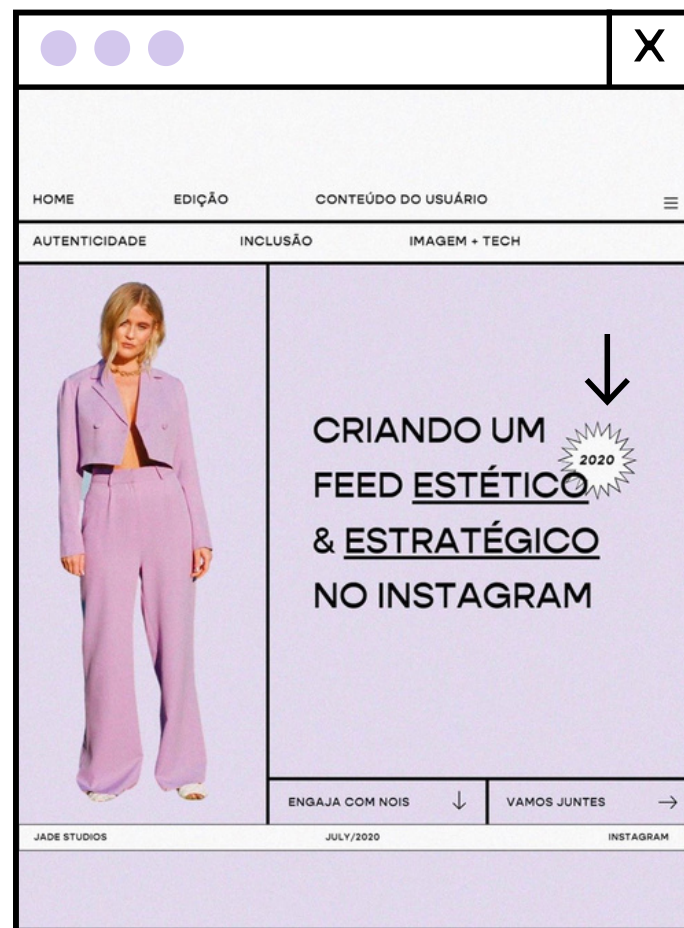 X
HOME EDIÇÃO CONTEÚDO DO USUÁRIO
AUTENTICIDADE INCLUSÃO IMAGEM + TECH
CRIANDO UM
2020
FEED ESTÉTICO
& ESTRATÉGICO
NO INSTAGRAM
ENGAJA COM NOIS VAMOS JUNTES
JADE STUDIOS JULY/2020 INSTAGRAM